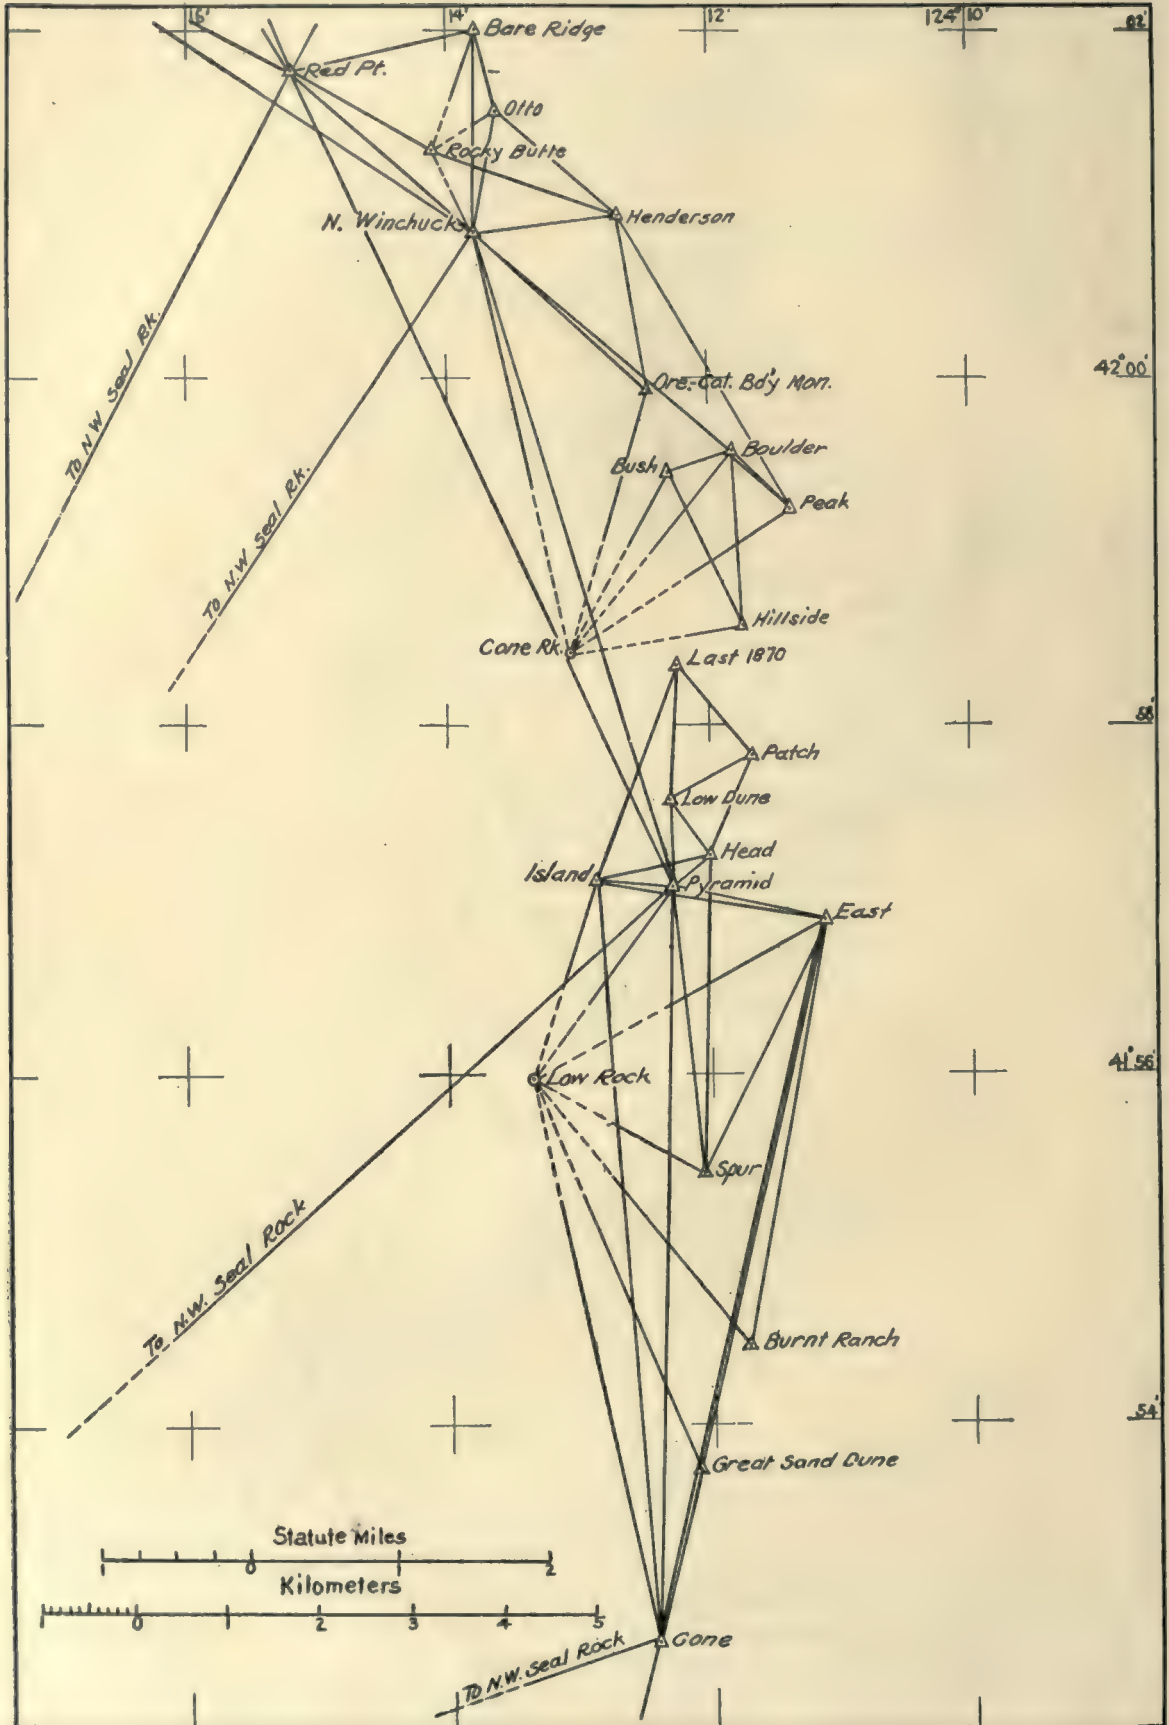 16' 14' 12' 124° 10' 02'
Bare Ridge
Red Pt.
Otto
Rocky Butte
N. Winchuck
Henderson
To N.W. Seal Rk.
42° 00'
Ore.-Cal. Bd'y Mon.
Boulder
Bush
Peak
To N.W. Seal Rk.
Hillside
Cone Rk.
Last 1870
58'
Patch
Low Dune
Head
Island
Pyramid
East
41° 56'
Low Rock
Spur
To N.W. Seal Rock
Burnt Ranch
54'
Great Sand Dune
Statute Miles
1 0 1 2
Kilometers
1 0 1 2 3 4 5
Gone
To N.W. Seal Rock